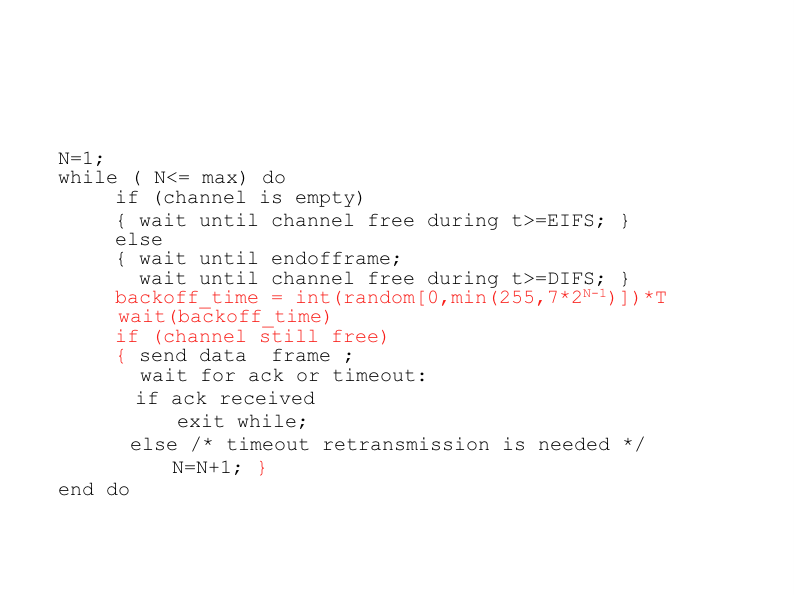 N=1;
while ( N<= max) do
if (channel is empty)
{ wait until channel free during t>=EIFS; }
else
{ wait until endofframe;
wait until channel free during t>=DIFS; }
backoff_time = int(random[0,min(255,7*2ᴺ⁻¹)])*T
wait(backoff_time)
if (channel still free)
{ send data  frame ;
wait for ack or timeout:
if ack received
exit while;
else /* timeout retransmission is needed */
N=N+1; }
end do